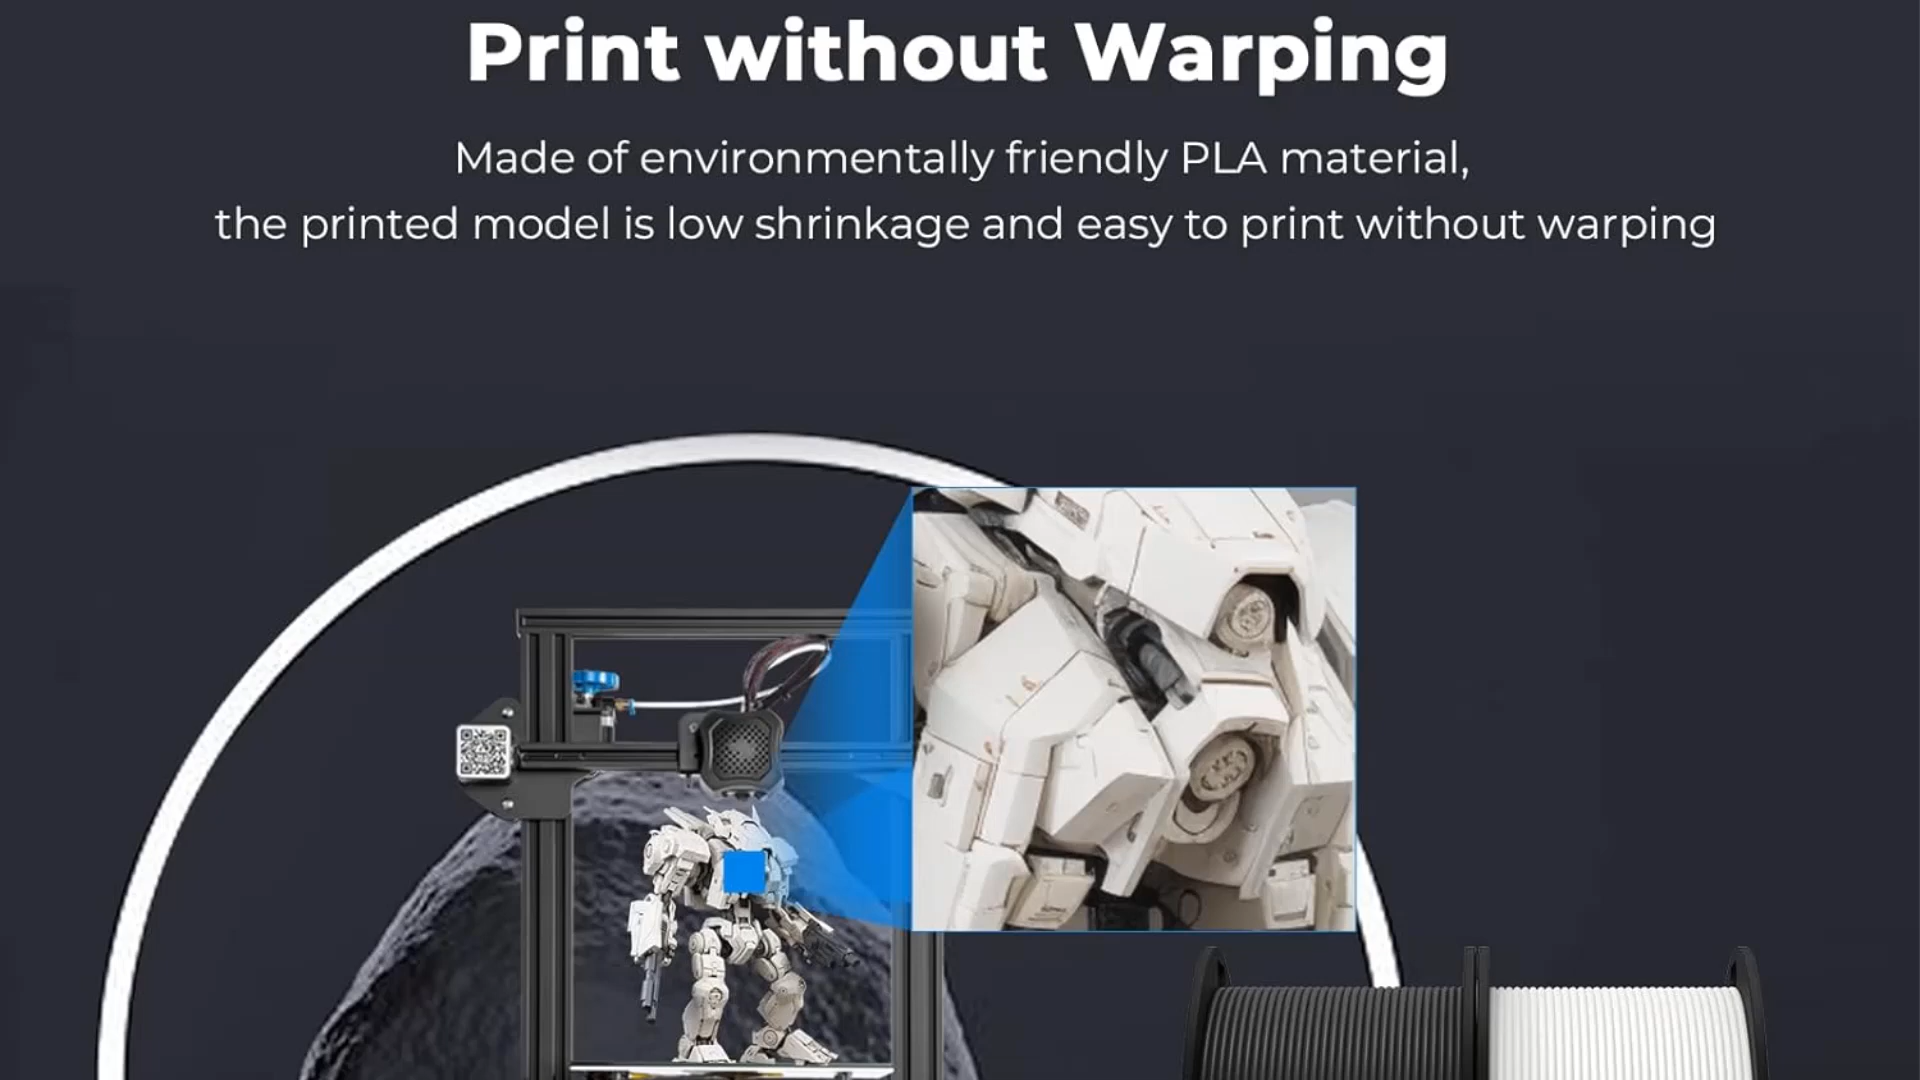 Print without Warping
Made of environmentally friendly PLA material,
the printed model is low shrinkage and easy to print without warping